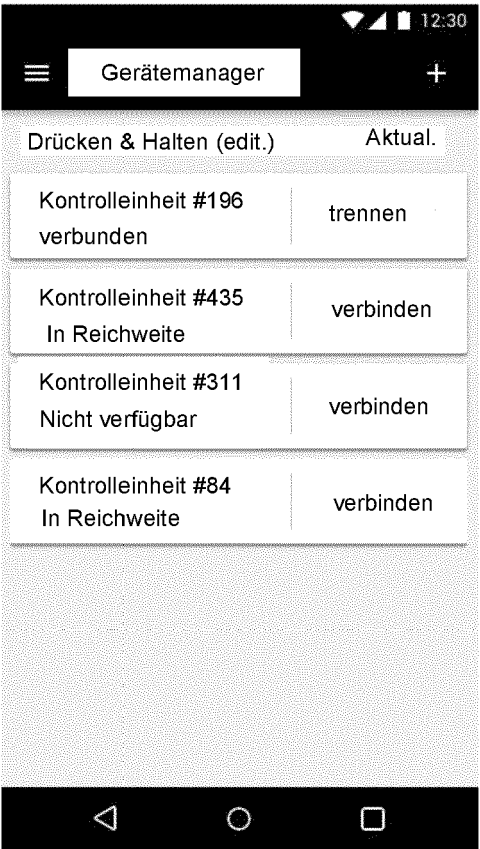 12:30
Gerätemanager
+
Drücken & Halten (edit.) Aktual.
Kontrolleinheit #196
verbunden
trennen
Kontrolleinheit #435
In Reichweite
verbinden
Kontrolleinheit #311
Nicht verfügbar
verbinden
Kontrolleinheit #84
In Reichweite
verbinden